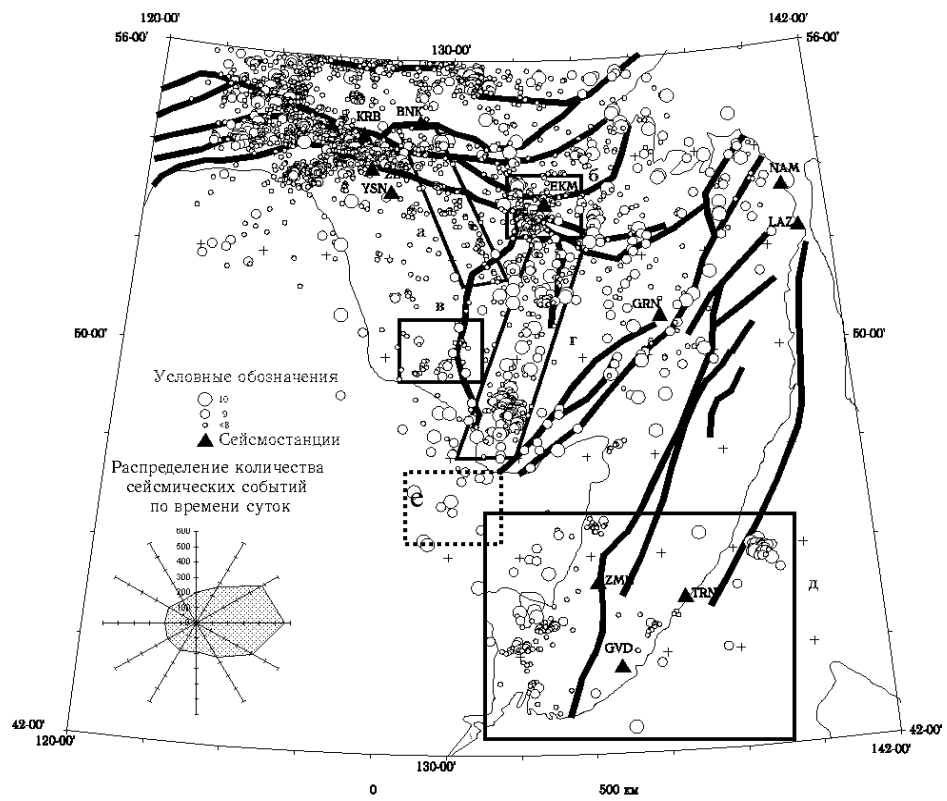 120-00'
142-00'
56-00'
130-00'
56-00'
KRB
BNK
NAM
б
EKM
YSN
LAZ
а
в
GRN
50-00'
г
50-00'
Условные обозначения
10
9
<8
Сейсмостанции
Распределение количества
сейсмических событий
по времени суток
е
600
500
400
300
200
100
д
TRN
GVD
42-00'
120-00'
130-00'
42-00'
142-00'
0 500 км